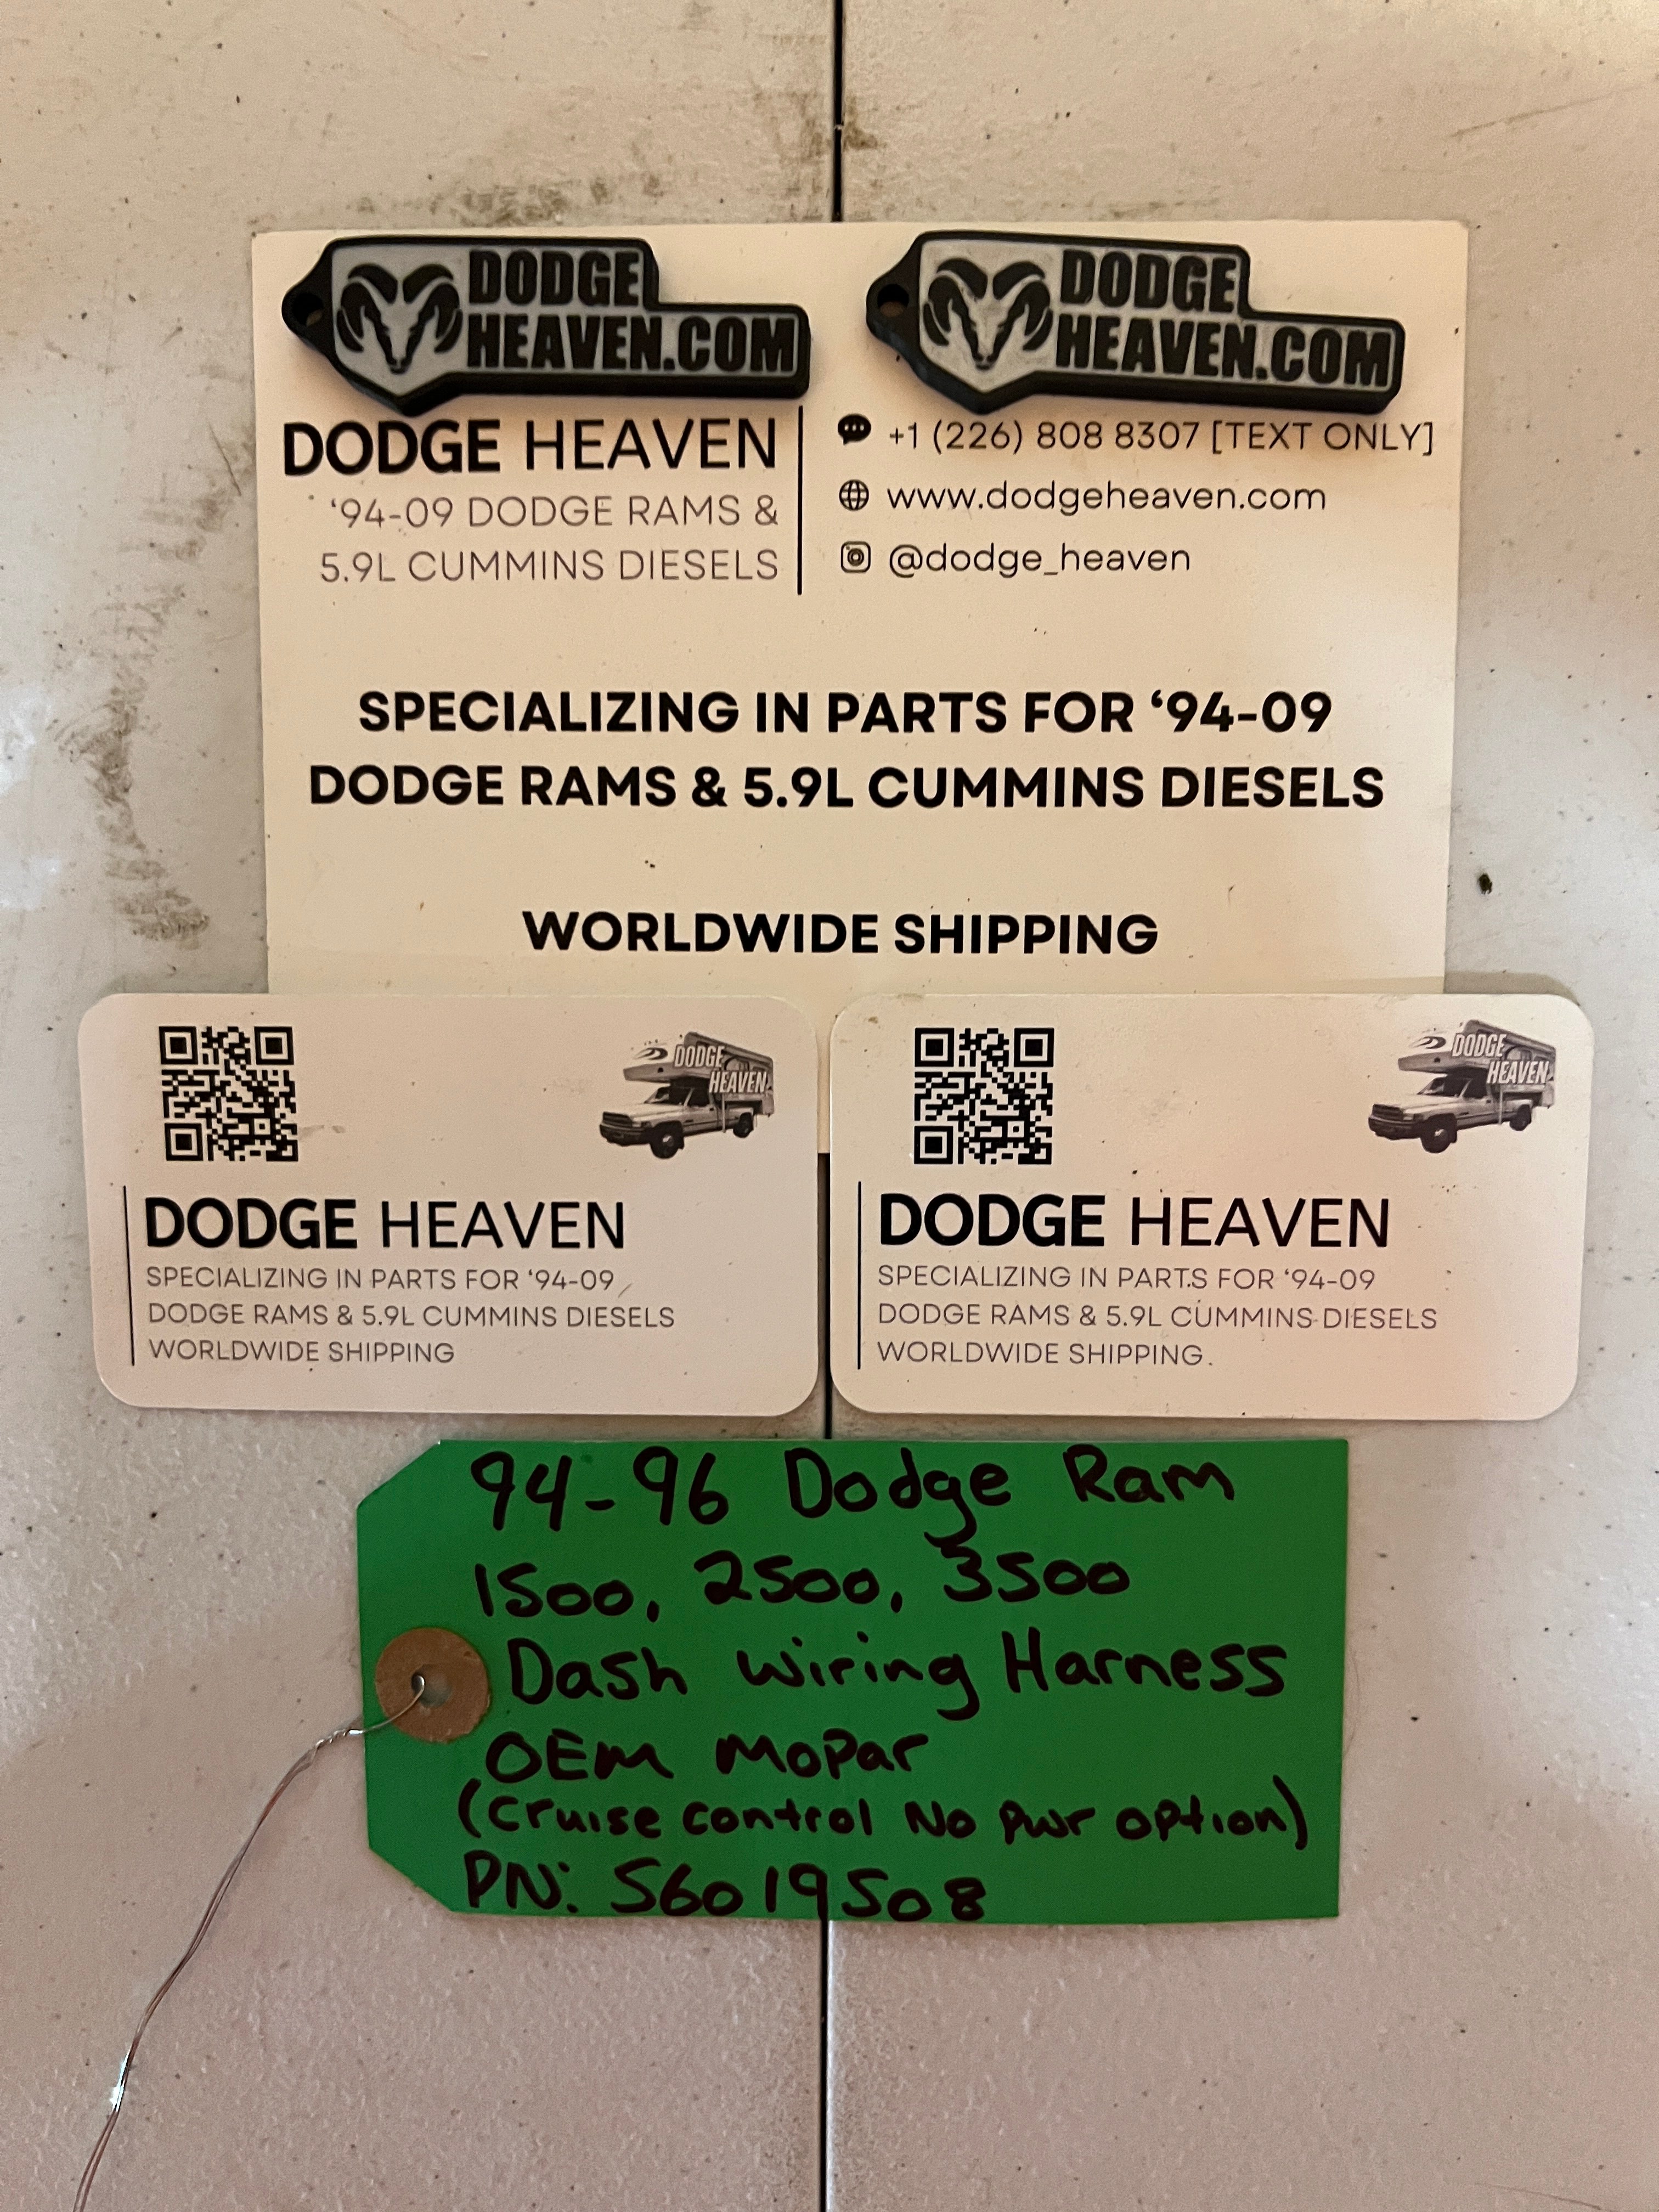 DODGE
HEAVEN.COM
DODGE
HEAVEN.COM
DODGE HEAVEN
‘94-09 DODGE RAMS &
5.9L CUMMINS DIESELS
+1 (226) 808 8307 [TEXT ONLY]
www.dodgeheaven.com
@dodge_heaven
SPECIALIZING IN PARTS FOR ‘94-09
DODGE RAMS & 5.9L CUMMINS DIESELS
WORLDWIDE SHIPPING
DODGE
HEAVEN
DODGE HEAVEN
SPECIALIZING IN PARTS FOR ‘94-09
DODGE RAMS & 5.9L CUMMINS DIESELS
WORLDWIDE SHIPPING
DODGE
HEAVEN
DODGE HEAVEN
SPECIALIZING IN PARTS FOR ‘94-09
DODGE RAMS & 5.9L CUMMINS DIESELS
WORLDWIDE SHIPPING
94-96 Dodge Ram
1500, 2500, 3500
Dash Wiring Harness
OEM Mopar
(Cruise control No Pwr option)
PN: 56019508